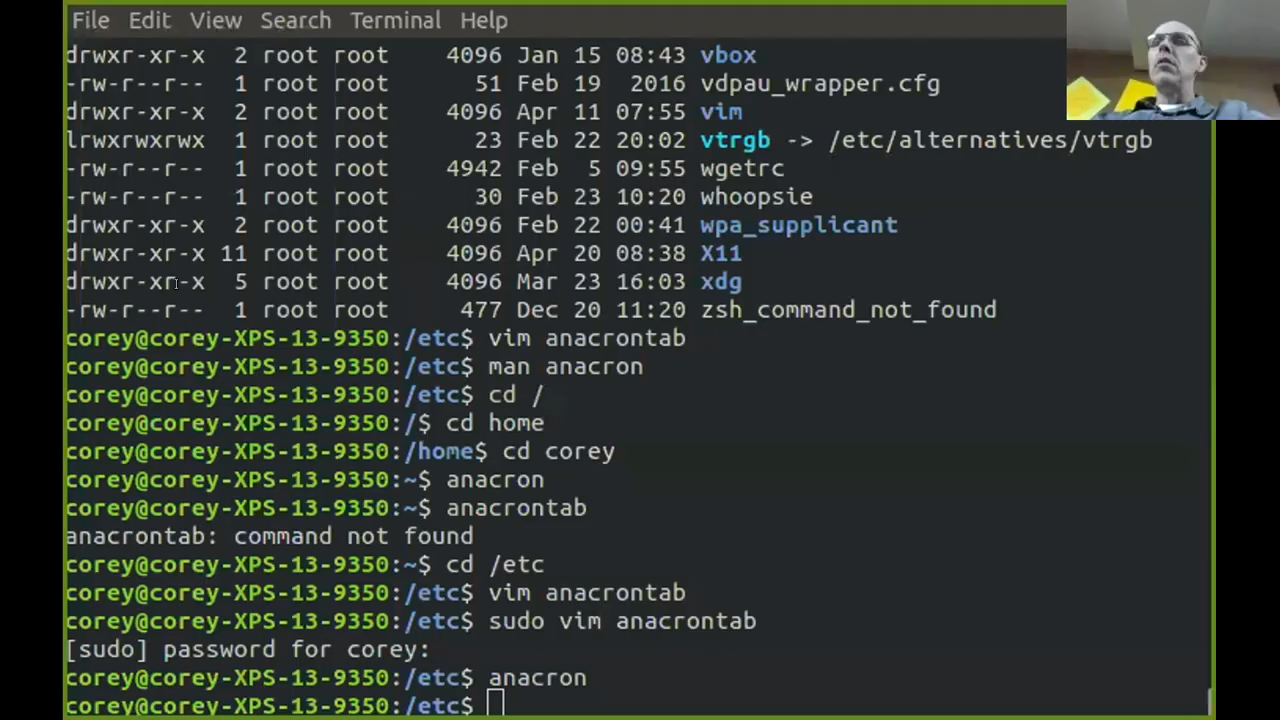 File Edit View Search Terminal Help
drwxr-xr-x 2 root root 4096 Jan 15 08:43 vbox
-rw-r--r-- 1 root root 51 Feb 19 2016 vdpau_wrapper.cfg
drwxr-xr-x 2 root root 4096 Apr 11 07:55 vim
lrwxrwxrwx 1 root root 23 Feb 22 20:02 vtrgb -> /etc/alternatives/vtrgb
-rw-r--r-- 1 root root 4942 Feb 5 09:55 wgetrc
-rw-r--r-- 1 root root 30 Feb 23 10:20 whoopsie
drwxr-xr-x 2 root root 4096 Feb 22 00:41 wpa_supplicant
drwxr-xr-x 11 root root 4096 Apr 20 08:38 X11
drwxr-xr-x 5 root root 4096 Mar 23 16:03 xdg
-rw-r--r-- 1 root root 477 Dec 20 11:20 zsh_command_not_found
corey@corey-XPS-13-9350:/etc$ vim anacrontab
corey@corey-XPS-13-9350:/etc$ man anacron
corey@corey-XPS-13-9350:/etc$ cd /
corey@corey-XPS-13-9350:/$ cd home
corey@corey-XPS-13-9350:/home$ cd corey
corey@corey-XPS-13-9350:~$ anacron
corey@corey-XPS-13-9350:~$ anacrontab
anacrontab: command not found
corey@corey-XPS-13-9350:~$ cd /etc
corey@corey-XPS-13-9350:/etc$ vim anacrontab
corey@corey-XPS-13-9350:/etc$ sudo vim anacrontab
[sudo] password for corey:
corey@corey-XPS-13-9350:/etc$ anacron
corey@corey-XPS-13-9350:/etc$